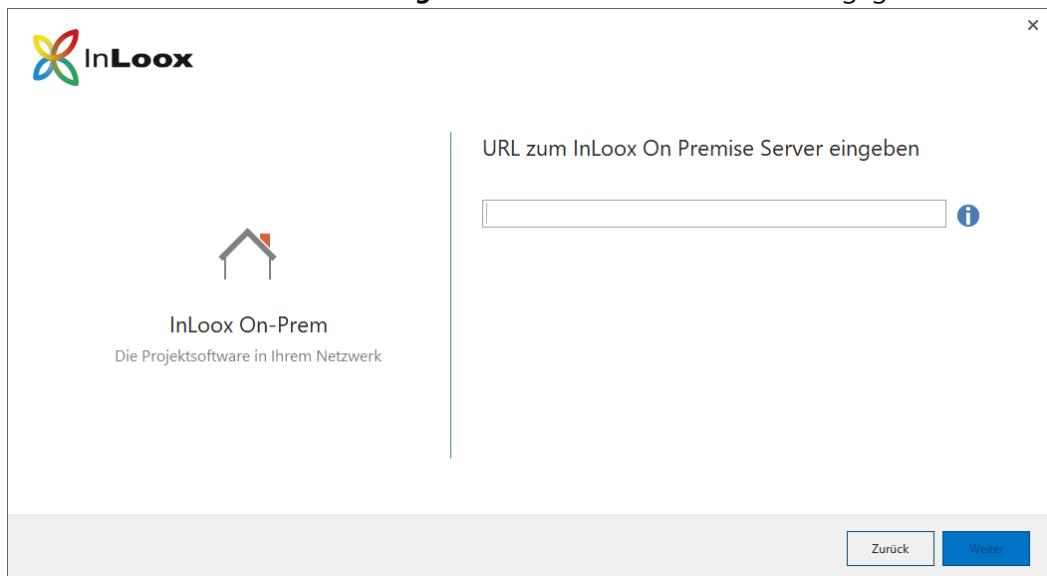 InLoox
URL zum InLoox On Premise Server eingeben
InLoox On-Prem
Die Projektsoftware in Ihrem Netzwerk
Zurück
Weiter